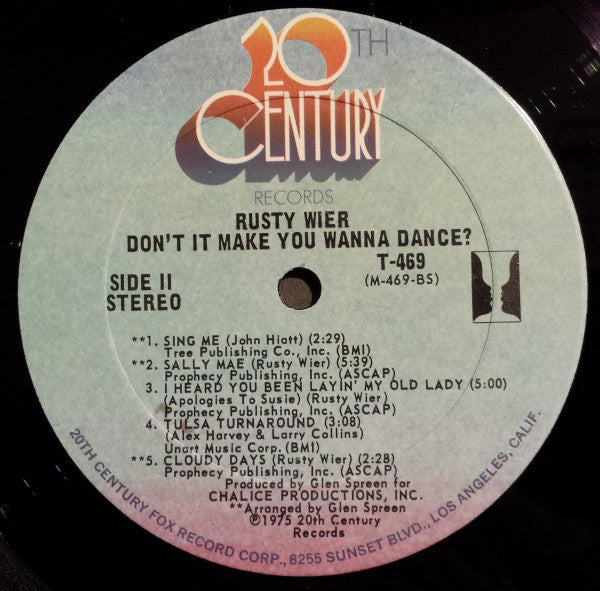 20TH
CENTURY
RECORDS
RUSTY WIER
DON'T IT MAKE YOU WANNA DANCE?
T-469
(M-469-BS)
SIDE II
STEREO
**1. SING ME (John Hiatt) (2:29)
Tree Publishing Co., Inc. (BMI)
**2. SALLY MAE (Rusty Wier) (5:39)
Prophecy Publishing, Inc. (ASCAP)
3. I HEARD YOU BEEN LAYIN' MY OLD LADY (5:00)
(Apologies To Susie) (Rusty Wier)
Prophecy Publishing, Inc. (ASCAP)
4. TULSA TURNAROUND (3:08)
(Alex Harvey & Larry Collins)
Unart Music Corp. (BMI)
**5. CLOUDY DAYS (Rusty Wier) (2:28)
Prophecy Publishing, Inc. (ASCAP)
Produced by Glen Spreen for
CHALICE PRODUCTIONS, INC.
**Arranged by Glen Spreen
℗1975 20th Century
Records
20TH CENTURY FOX RECORD CORP., 8255 SUNSET BLVD., LOS ANGELES, CALIF.